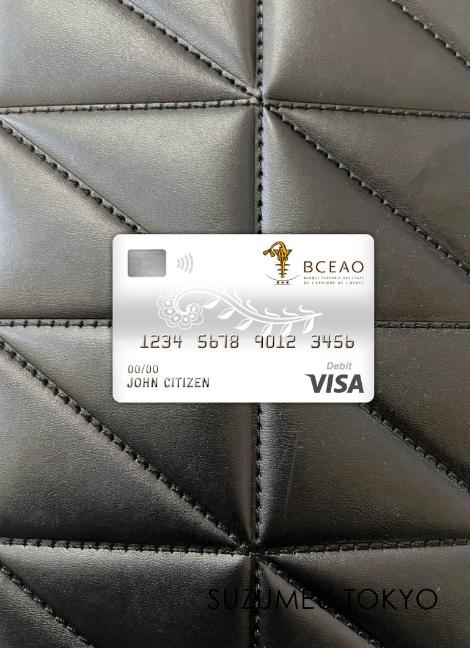 BCEAO
BANQUE CENTRALE DES ETATS
DE L'AFRIQUE DE L'OUEST
1234 5678 9012 3456
00/00
JOHN CITIZEN
Debit
VISA
SUZUMEN.TOKYO